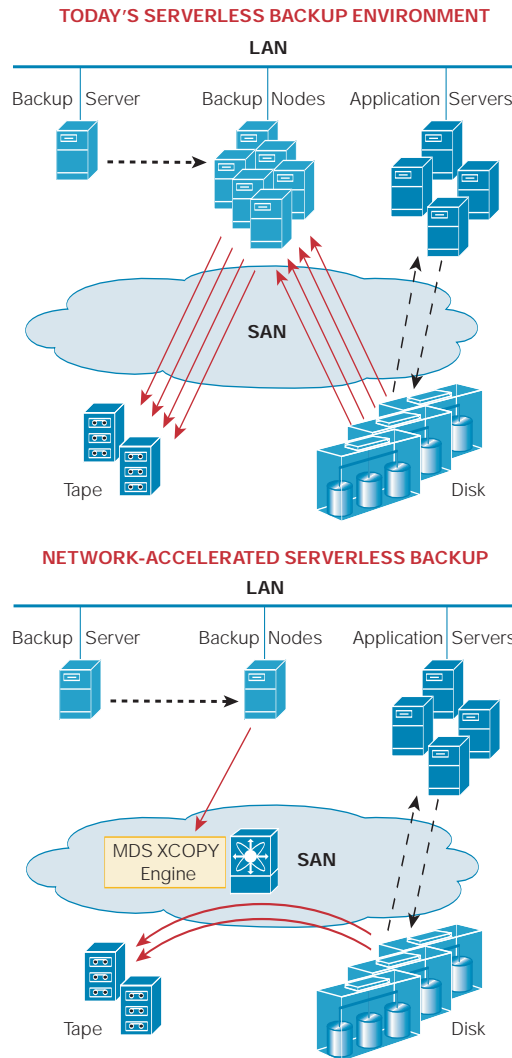 TODAY'S SERVERLESS BACKUP ENVIRONMENT
LAN
Backup Server
Backup Nodes
Application Servers
SAN
Tape
Disk
NETWORK-ACCELERATED SERVERLESS BACKUP
LAN
Backup Server
Backup Nodes
Application Servers
MDS XCOPY
Engine
SAN
Tape
Disk